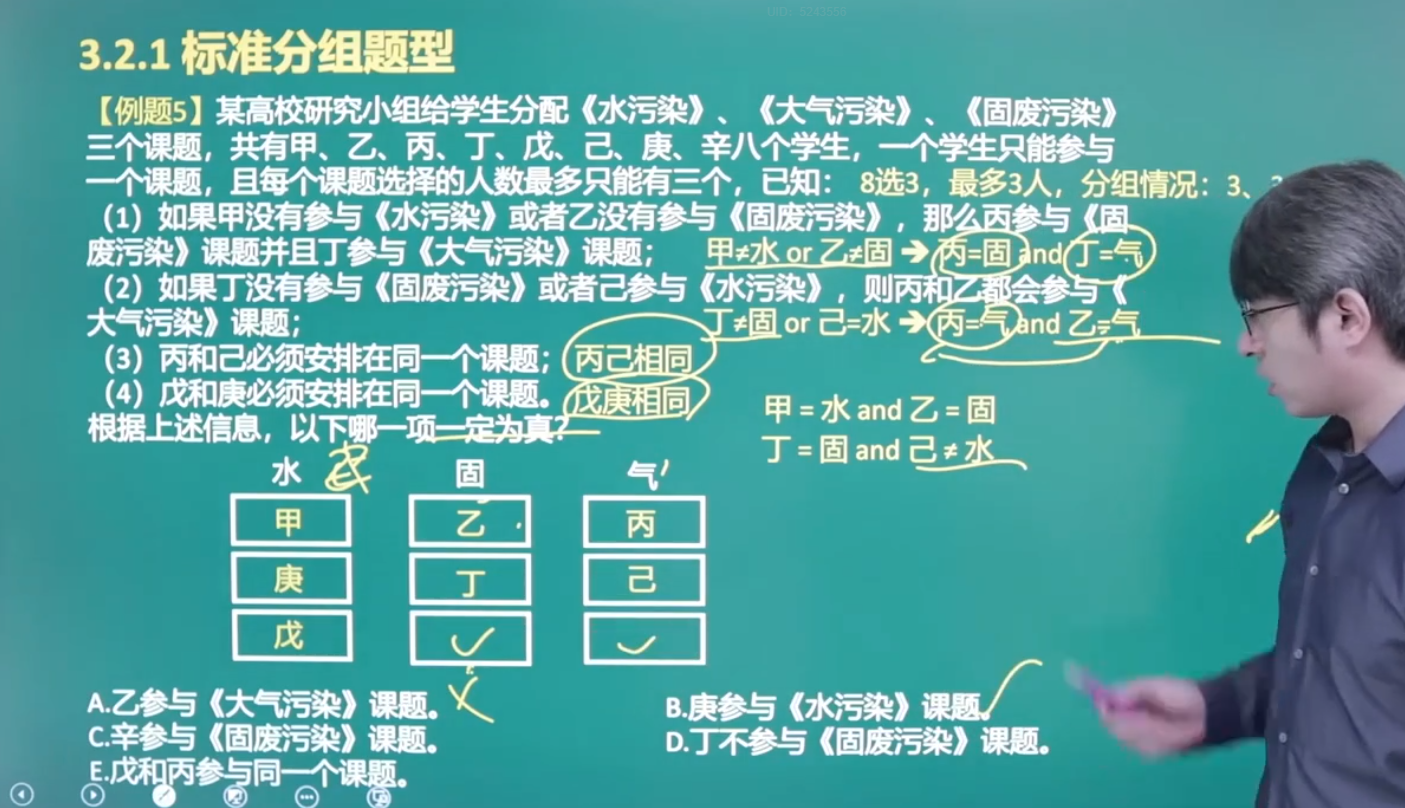 UID: 5243558
3.2.1 标准分组题型
【例题5】某高校研究小组给学生分配《水污染》、《大气污染》、《固废污染》
三个课题，共有甲、乙、丙、丁、戊、己、庚、辛八个学生，一个学生只能参与
一个课题，且每个课题选择的人数最多只能有三个，已知： 8选3，最多3人，分组情况：3、
（1）如果甲没有参与《水污染》或者乙没有参与《固废污染》，那么丙参与《固
废污染》课题并且丁参与《大气污染》课题； 甲≠水 or 乙≠固 → 丙=固 and 丁=气
（2）如果丁没有参与《固废污染》或者己参与《水污染》，则丙和乙都会参与《
大气污染》课题； 丁≠固 or 己=水 → 丙=气 and 乙=气
（3）丙和己必须安排在同一个课题； 丙己相同
（4）戊和庚必须安排在同一个课题。 戊庚相同
甲 = 水 and 乙 = 固
根据上述信息，以下哪一项一定为真？
丁 = 固 and 己 ≠ 水
水 固 气
甲 乙 丙
庚 丁 己
戊
A.乙参与《大气污染》课题。 B.庚参与《水污染》课题。
C.辛参与《固废污染》课题。 D.丁不参与《固废污染》课题。
E.戊和丙参与同一个课题。